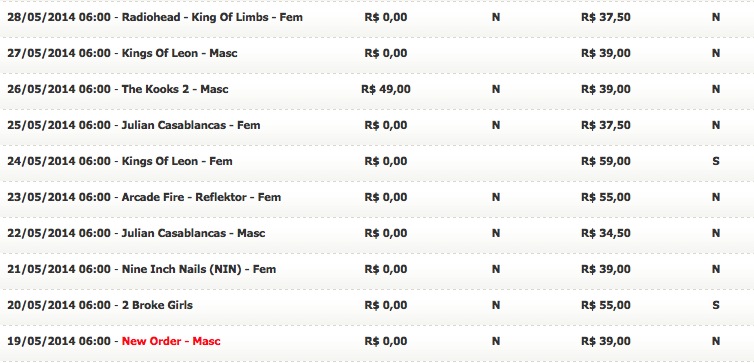 28/05/2014 06:00 - Radiohead - King Of Limbs - Fem R$ 0,00 N R$ 37,50 N
27/05/2014 06:00 - Kings Of Leon - Masc R$ 0,00 R$ 39,00 N
26/05/2014 06:00 - The Kooks 2 - Masc R$ 49,00 N R$ 39,00 N
25/05/2014 06:00 - Julian Casablancas - Fem R$ 0,00 N R$ 37,50 N
24/05/2014 06:00 - Kings Of Leon - Fem R$ 0,00 R$ 59,00 S
23/05/2014 06:00 - Arcade Fire - Reflektor - Fem R$ 0,00 N R$ 55,00 N
22/05/2014 06:00 - Julian Casablancas - Masc R$ 0,00 N R$ 34,50 N
21/05/2014 06:00 - Nine Inch Nails (NIN) - Fem R$ 0,00 N R$ 39,00 N
20/05/2014 06:00 - 2 Broke Girls R$ 0,00 N R$ 55,00 S
19/05/2014 06:00 - New Order - Masc R$ 0,00 N R$ 39,00 N